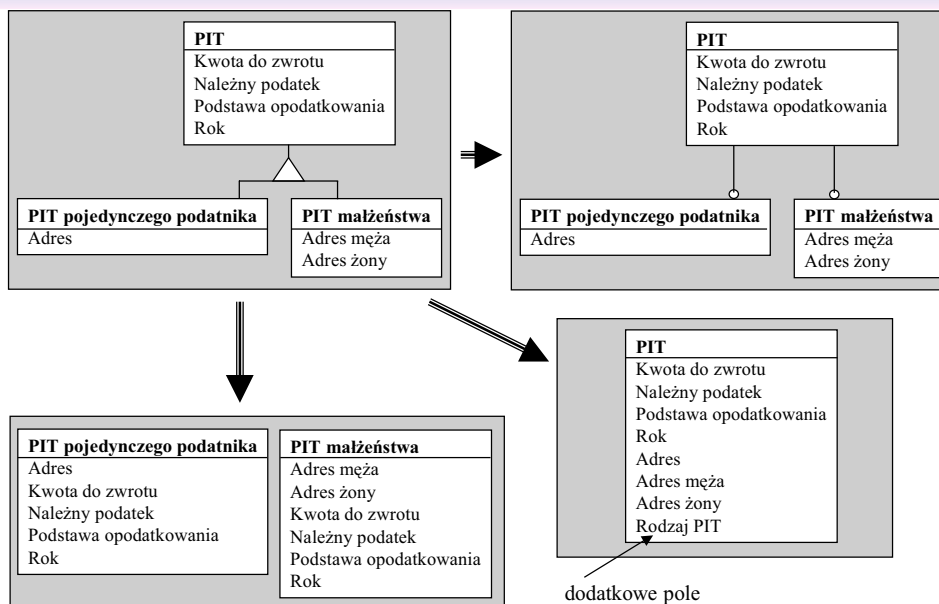 PIT
Kwota do zwrotu
Należny podatek
Podstawa opodatkowania
Rok
PIT pojedynczego podatnika
Adres
PIT małżeństwa
Adres męża
Adres żony
PIT
Kwota do zwrotu
Należny podatek
Podstawa opodatkowania
Rok
PIT pojedynczego podatnika
Adres
PIT małżeństwa
Adres męża
Adres żony
PIT pojedynczego podatnika
Adres
Kwota do zwrotu
Należny podatek
Podstawa opodatkowania
Rok
PIT małżeństwa
Adres męża
Adres żony
Kwota do zwrotu
Należny podatek
Podstawa opodatkowania
Rok
PIT
Kwota do zwrotu
Należny podatek
Podstawa opodatkowania
Rok
Adres
Adres męża
Adres żony
Rodzaj PIT
dodatkowe pole